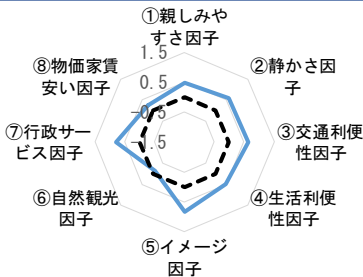 ①親しみや
すさ因子
②静かさ因
子
③交通利便
性因子
④生活利便
性因子
⑤イメージ
因子
⑥自然観光
因子
⑦行政サー
ビス因子
⑧物価家賃
安い因子
1.5
0.5
-0.5